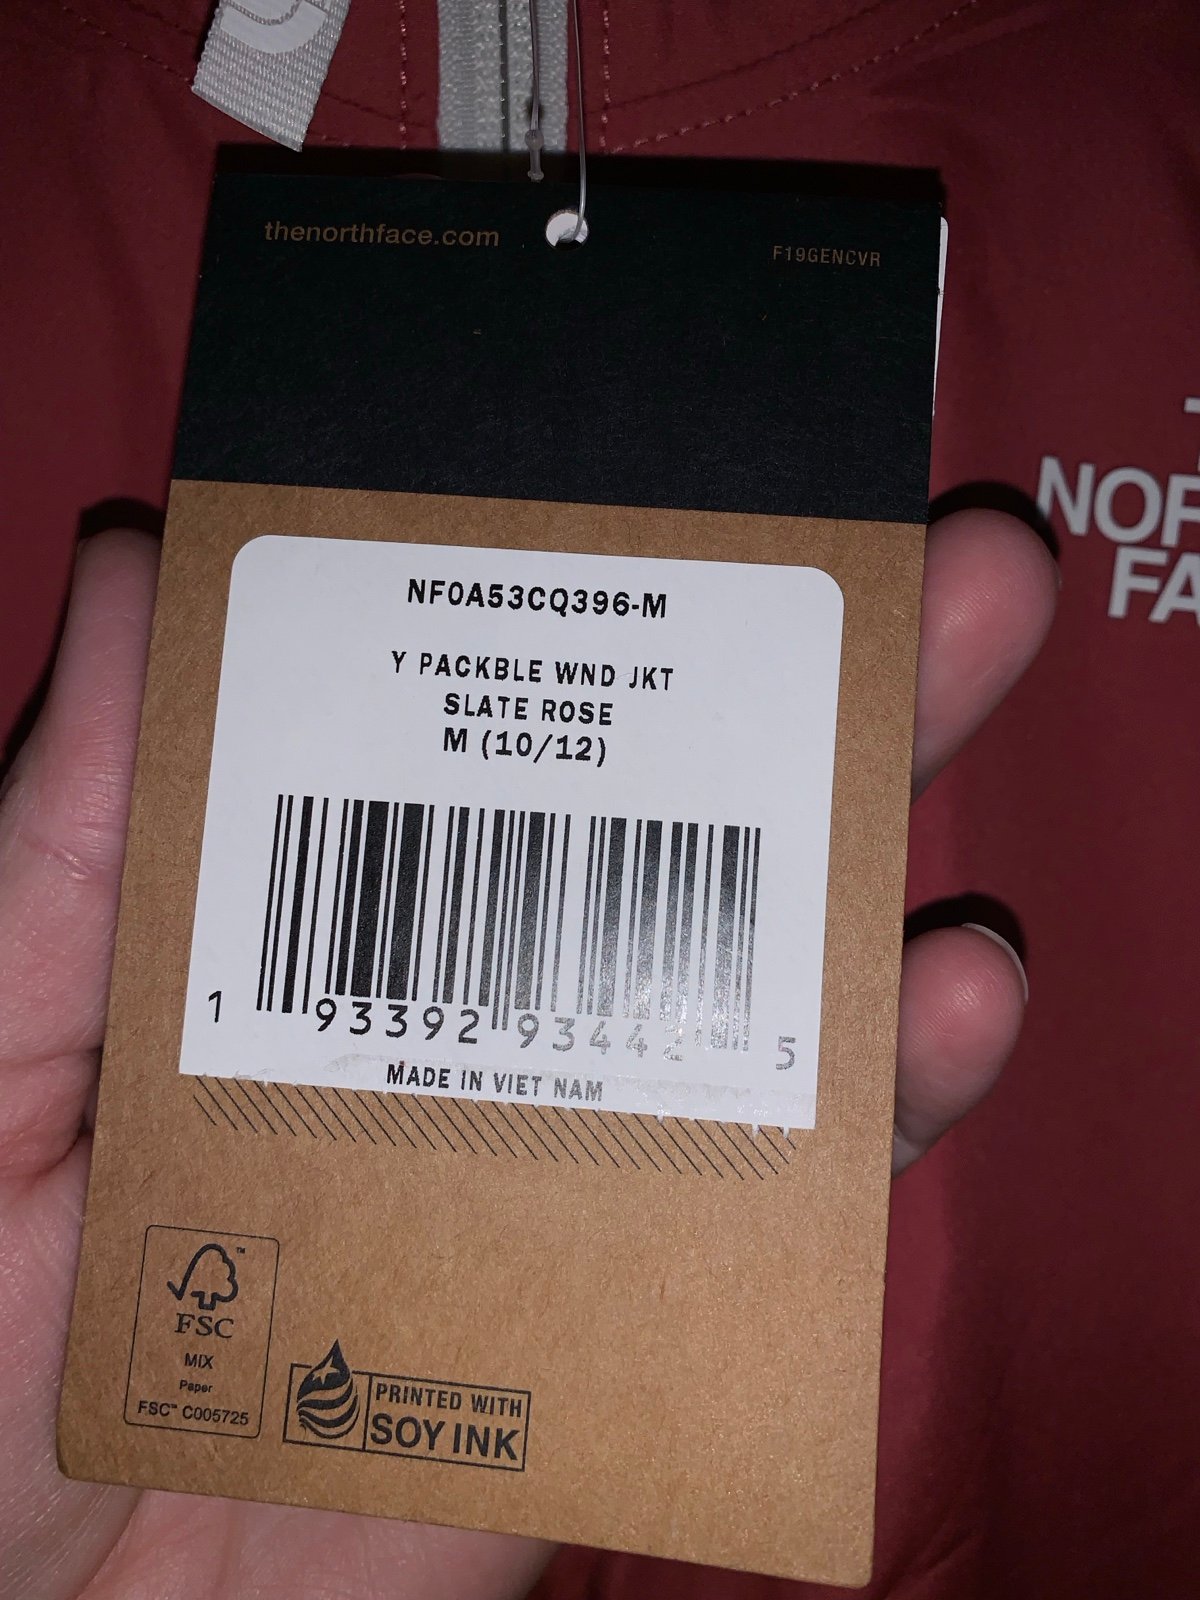 thenorthface.com
F19GENCVR
NF0A53CQ396-M
Y PACKBLE WND JKT
SLATE ROSE
M (10/12)
1 93392 93442 5
MADE IN VIET NAM
FSC
MIX
Paper
FSC™ C005725
PRINTED WITH
SOY INK
NOR
FA